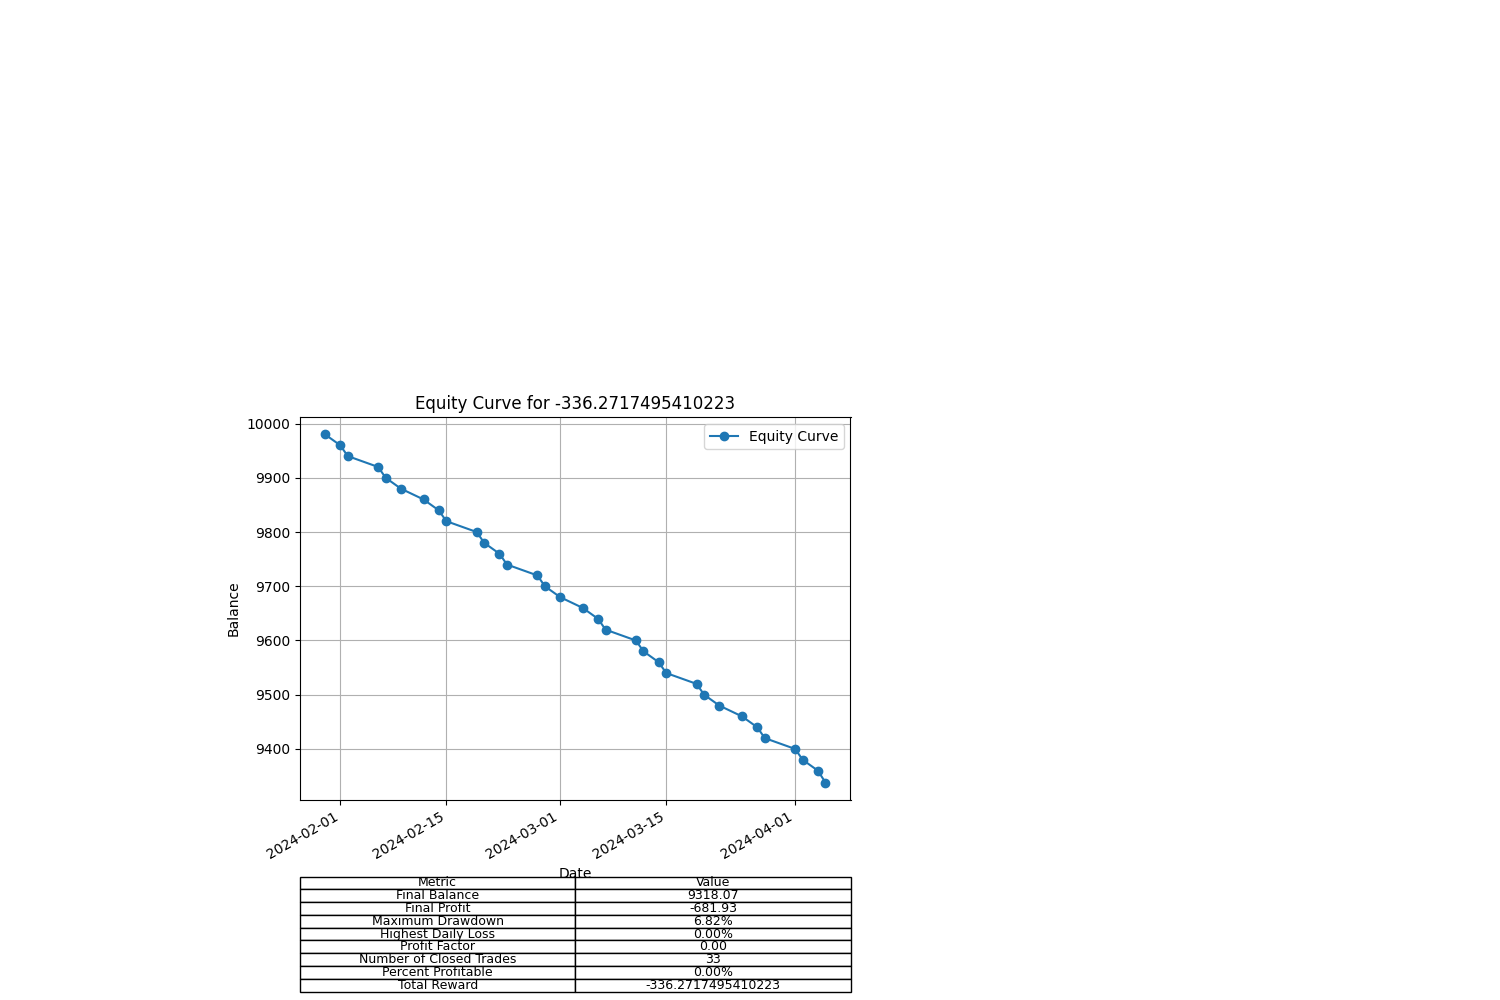 Equity Curve for -336.2717495410223
Equity Curve
10000
9900
9800
9700
9600
9500
9400
Balance
2024-02-01
2024-02-15
2024-03-01
2024-03-15
2024-04-01
Date
Metric Value
Final Balance 9318.07
Final Profit -681.93
Maximum Drawdown 6.82%
Highest Daily Loss 0.00%
Profit Factor 0.00
Number of Closed Trades 33
Percent Profitable 0.00%
Total Reward -336.2717495410223